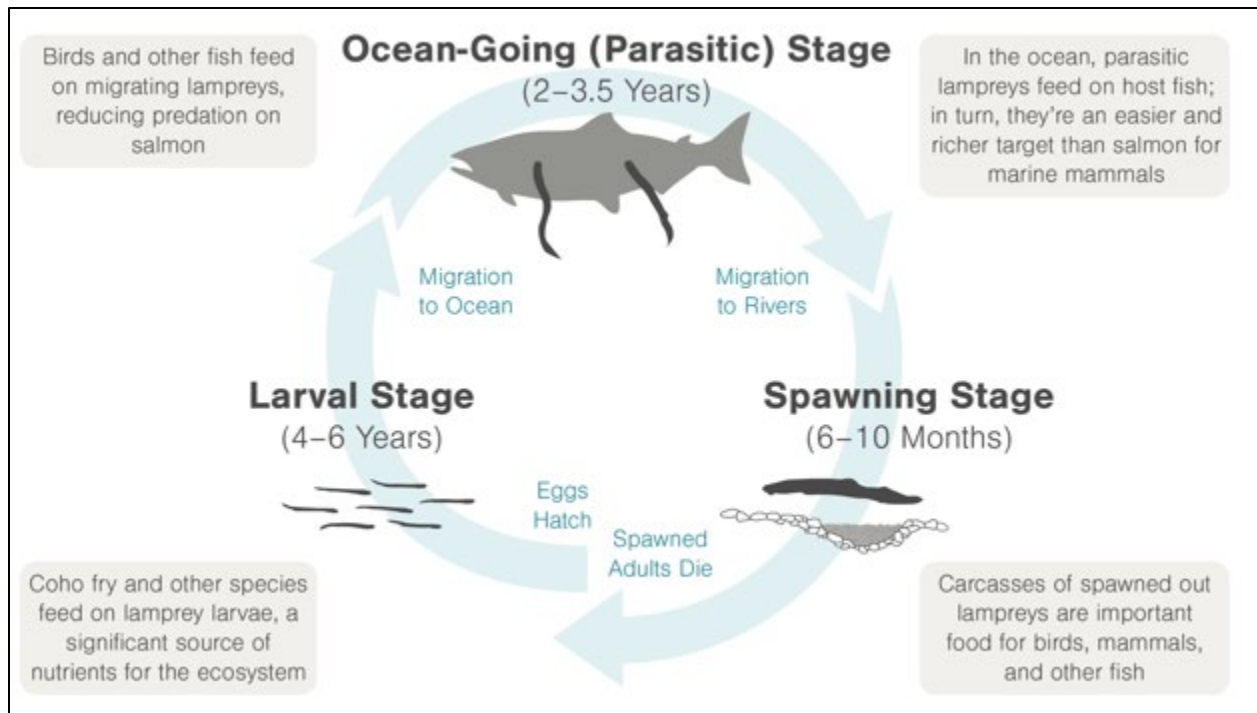 Ocean-Going (Parasitic) Stage
(2–3.5 Years)
Birds and other fish feed
on migrating lampreys,
reducing predation on
salmon
In the ocean, parasitic
lampreys feed on host fish;
in turn, they're an easier and
richer target than salmon for
marine mammals
Migration
to Ocean
Migration
to Rivers
Larval Stage
(4–6 Years)
Spawning Stage
(6–10 Months)
Eggs
Hatch
Spawned
Adults Die
Coho fry and other species
feed on lamprey larvae, a
significant source of
nutrients for the ecosystem
Carcasses of spawned out
lampreys are important
food for birds, mammals,
and other fish